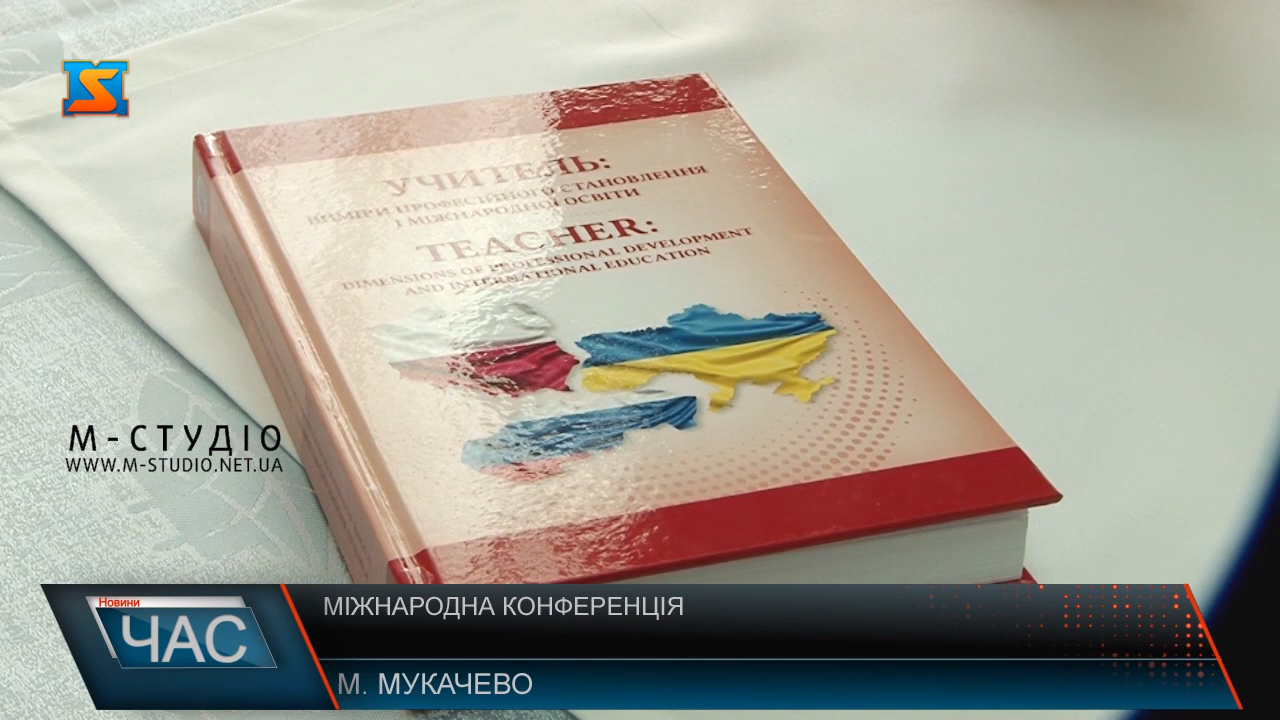 УЧИТЕЛЬ:
ВИМІРИ ПРОФЕСІЙНОГО СТАНОВЛЕННЯ
І МІЖНАРОДНОЇ ОСВІТИ
TEACHER:
DIMENSIONS OF PROFESSIONAL DEVELOPMENT
AND INTERNATIONAL EDUCATION
М-СТУДІО
WWW.M-STUDIO.NET.UA
Новини
ЧАС
МІЖНАРОДНА КОНФЕРЕНЦІЯ
М. МУКАЧЕВО